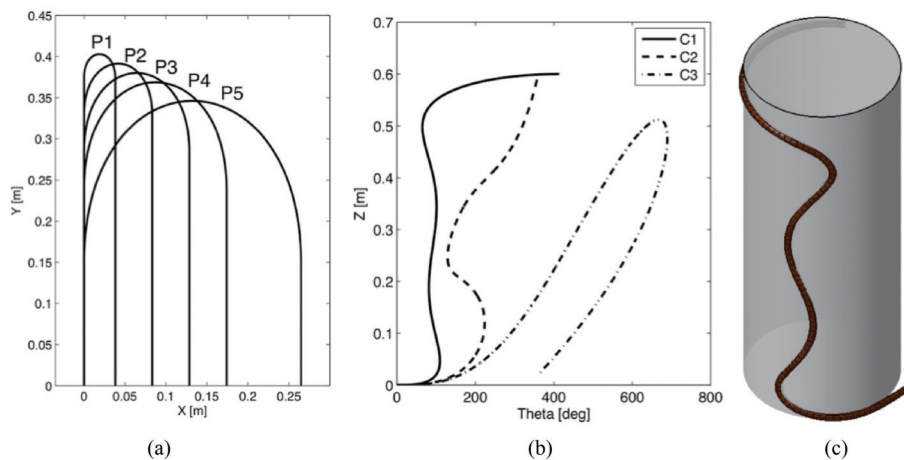 0.45
0.4
0.35
0.3
0.25
0.2
0.15
0.1
0.05
0
Y [m]
P1
P2
P3
P4
P5
0 0.05 0.1 0.15 0.2 0.25
X [m]
(a)
0.7
0.6
0.5
0.4
0.3
0.2
0.1
0
Z [m]
C1
C2
C3
0 200 400 600 800
Theta [deg]
(b)
(c)